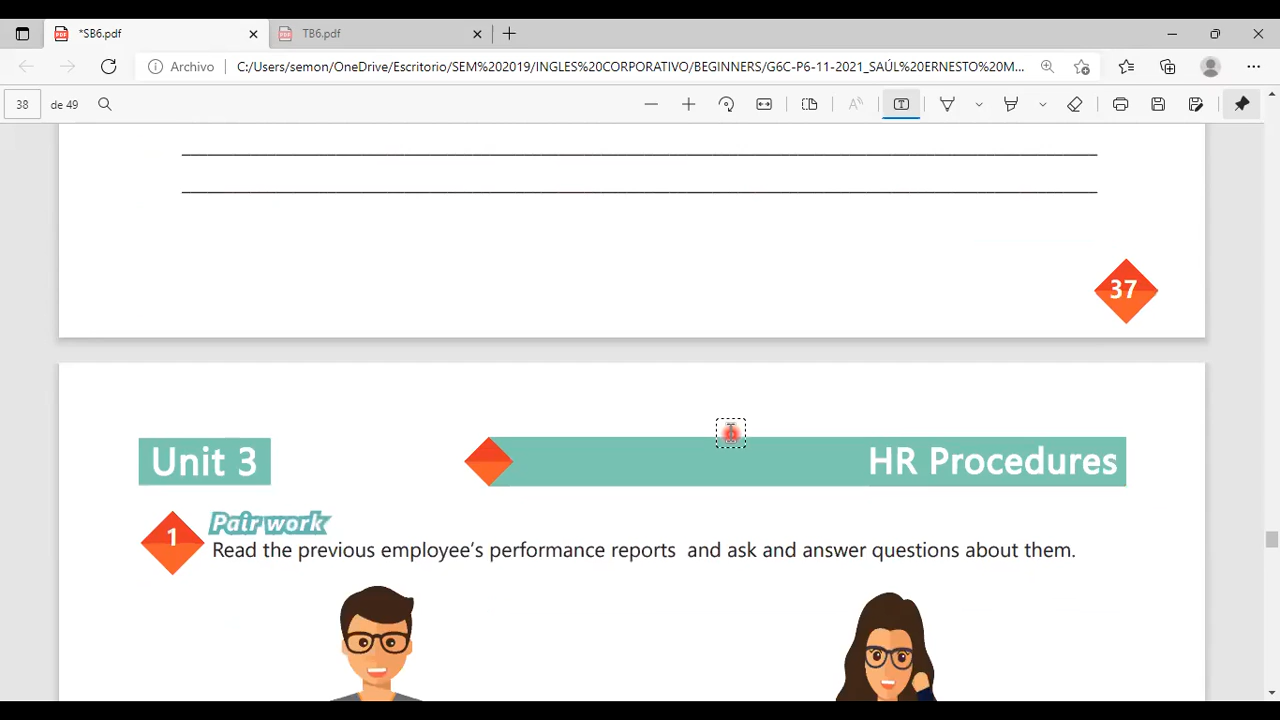 *SB6.pdf
TB6.pdf
Archivo
C:/Users/semon/OneDrive/Escritorio/SEM%202019/INGLES%20CORPORATIVO/BEGINNERS/G6C-P6-11-2021_SAÚL%20ERNESTO%20M...
38
de 49
37
Unit 3
HR Procedures
1
Pair work
Read the previous employee's performance reports and ask and answer questions about them.